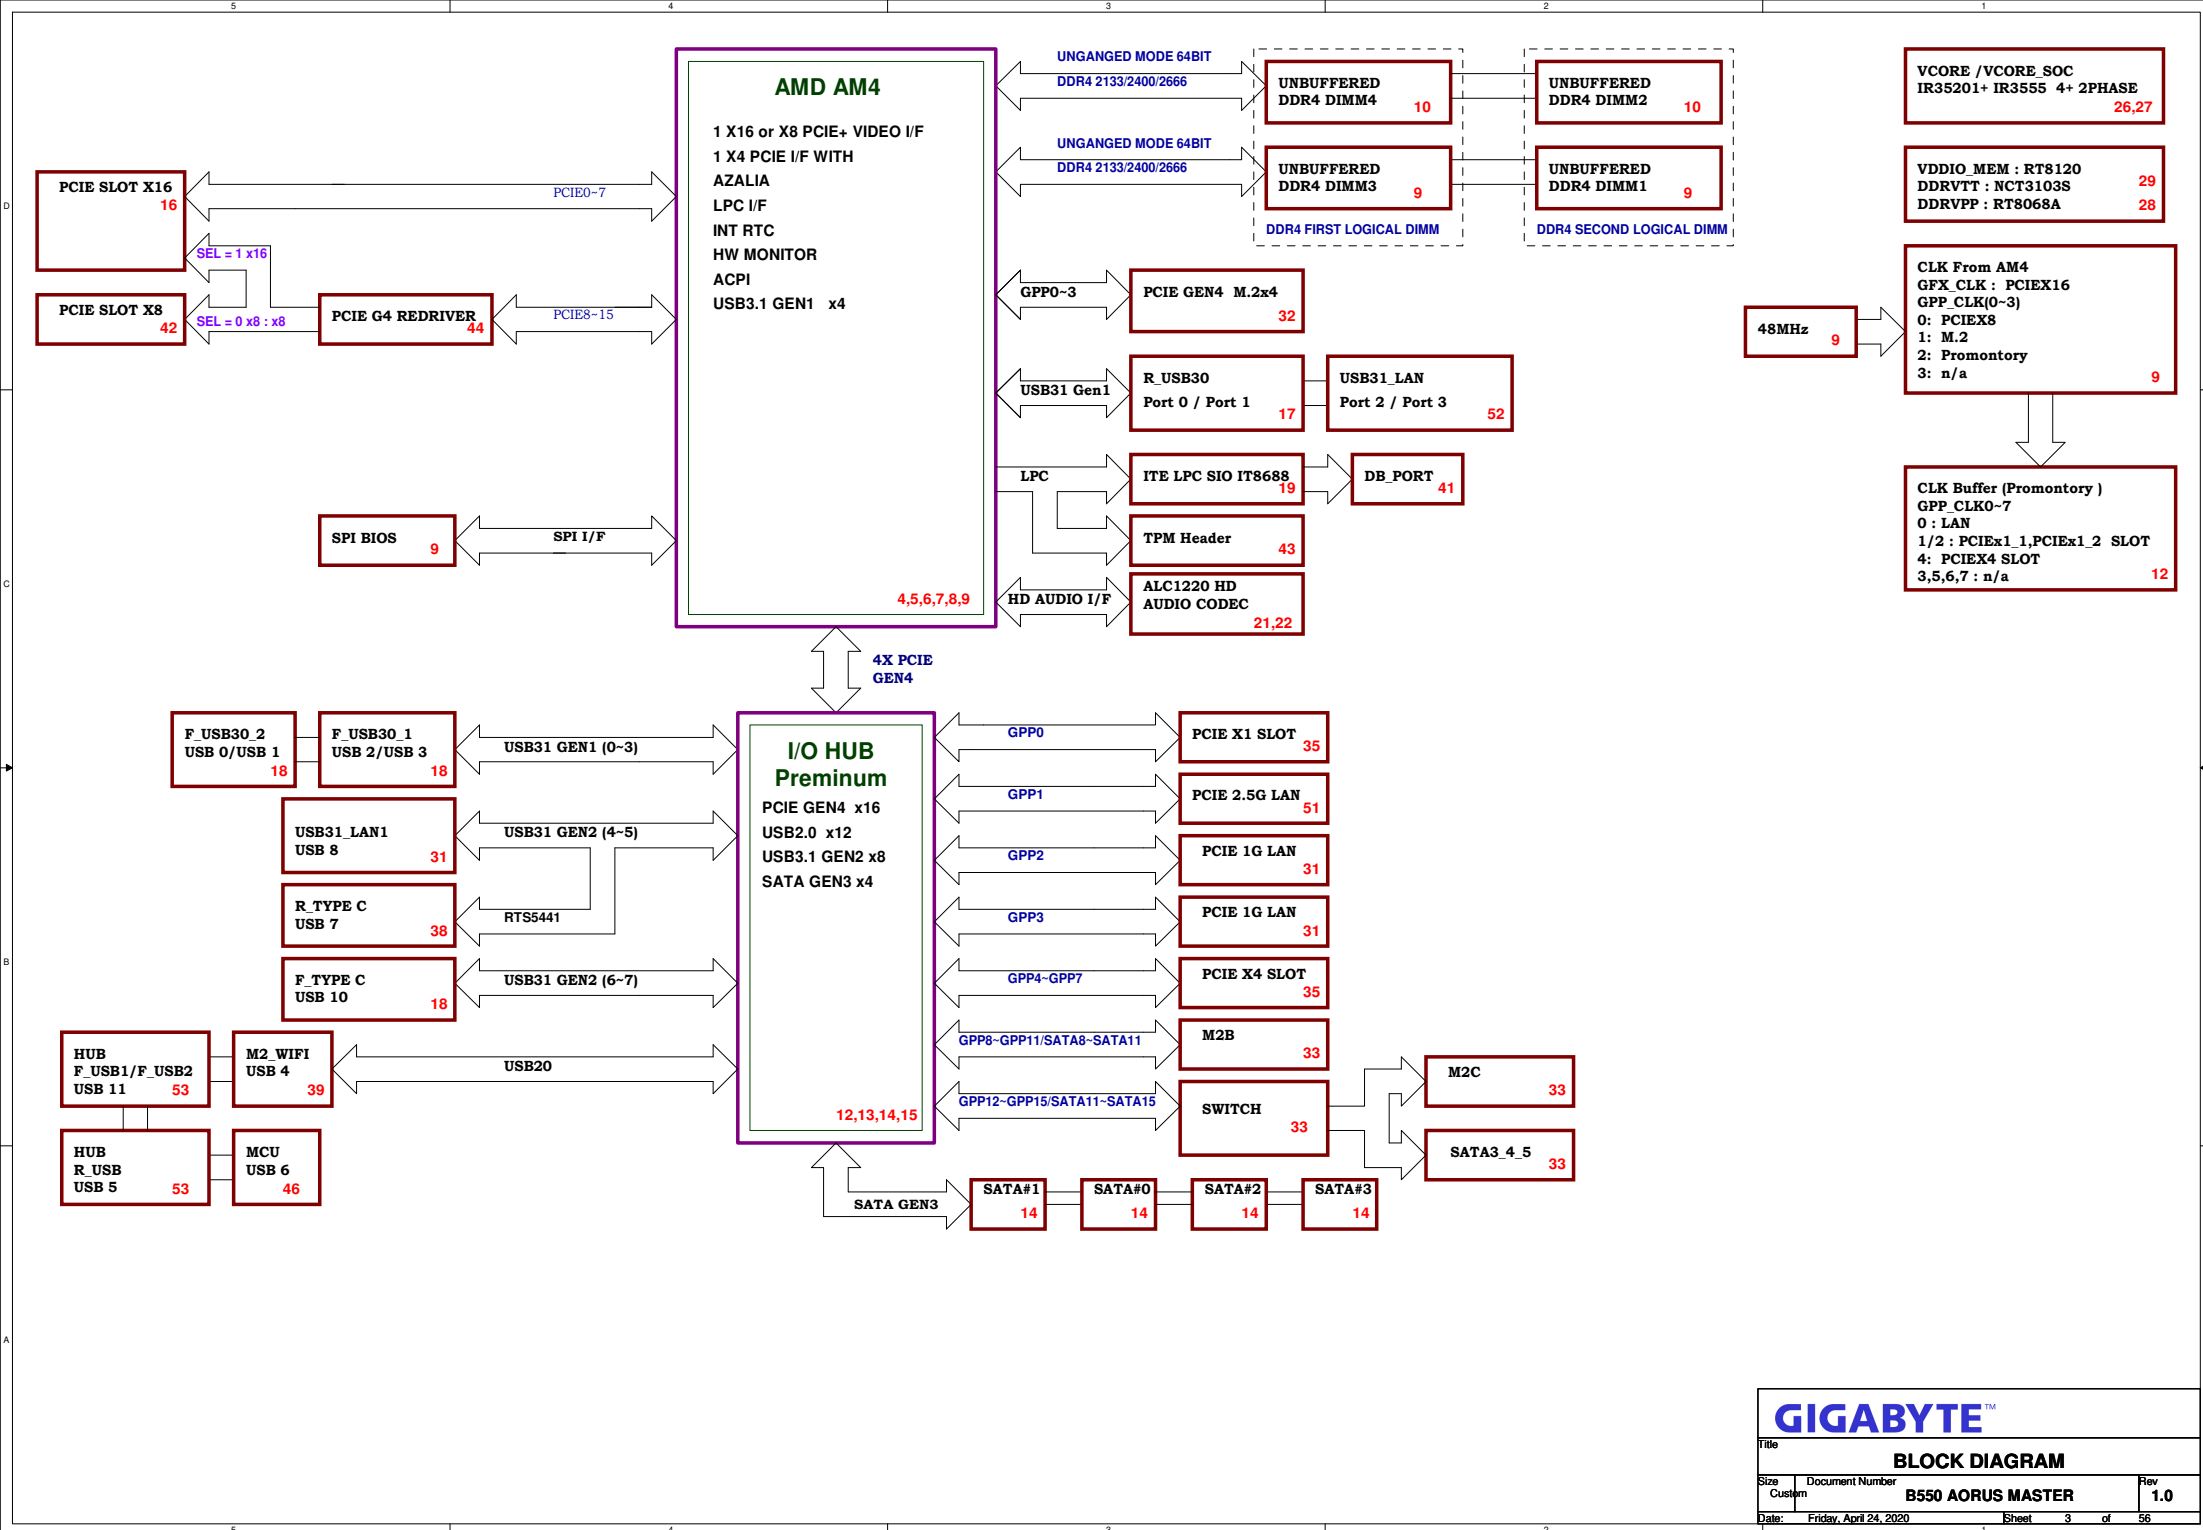 5 4 3 2 1
D
C
B
A
AMD AM4
1 X16 or X8 PCIE+ VIDEO I/F
1 X4 PCIE I/F WITH
AZALIA
LPC I/F
INT RTC
HW MONITOR
ACPI
USB3.1 GEN1 x4
4,5,6,7,8,9
PCIE SLOT X16
16
PCIE0~7
SEL = 1 x16
PCIE SLOT X8
42
SEL = 0 x8 : x8
PCIE G4 REDRIVER
44
PCIE8~15
SPI BIOS
9
SPI I/F
UNGANGED MODE 64BIT
DDR4 2133/2400/2666
UNBUFFERED
DDR4 DIMM4
10
UNBUFFERED
DDR4 DIMM2
10
UNGANGED MODE 64BIT
DDR4 2133/2400/2666
UNBUFFERED
DDR4 DIMM3
9
UNBUFFERED
DDR4 DIMM1
9
DDR4 FIRST LOGICAL DIMM
DDR4 SECOND LOGICAL DIMM
GPP0~3
PCIE GEN4 M.2x4
32
USB31 Gen1
R_USB30
Port 0 / Port 1
17
USB31_LAN
Port 2 / Port 3
52
LPC
ITE LPC SIO IT8688
19
DB_PORT
41
TPM Header
43
HD AUDIO I/F
ALC1220 HD
AUDIO CODEC
21,22
VCORE /VCORE_SOC
IR35201+ IR3555 4+ 2PHASE
26,27
VDDIO_MEM : RT8120
29
DDRVTT : NCT3103S
DDRVPP : RT8068A
28
48MHz
9
CLK From AM4
GFX_CLK : PCIEX16
GPP_CLK(0~3)
0: PCIEX8
1: M.2
2: Promontory
3: n/a
9
CLK Buffer (Promontory )
GPP_CLK0~7
0 : LAN
1/2 : PCIEx1_1,PCIEx1_2 SLOT
4: PCIEX4 SLOT
3,5,6,7 : n/a
12
4X PCIE
GEN4
I/O HUB
Preminum
PCIE GEN4 x16
USB2.0 x12
USB3.1 GEN2 x8
SATA GEN3 x4
12,13,14,15
F_USB30_2
USB 0/USB 1
18
F_USB30_1
USB 2/USB 3
18
USB31 GEN1 (0~3)
USB31_LAN1
USB 8
31
USB31 GEN2 (4~5)
R_TYPE C
USB 7
38
RTS5441
F_TYPE C
USB 10
18
USB31 GEN2 (6~7)
HUB
F_USB1/F_USB2
USB 11
53
M2_WIFI
USB 4
39
USB20
HUB
R_USB
USB 5
53
MCU
USB 6
46
GPP0
PCIE X1 SLOT
35
GPP1
PCIE 2.5G LAN
51
GPP2
PCIE 1G LAN
31
GPP3
PCIE 1G LAN
31
GPP4~GPP7
PCIE X4 SLOT
35
GPP8~GPP11/SATA8~SATA11
M2B
33
GPP12~GPP15/SATA11~SATA15
SWITCH
33
M2C
33
SATA3_4_5
33
SATA GEN3
SATA#1
14
SATA#0
14
SATA#2
14
SATA#3
14
GIGABYTE™
Title
BLOCK DIAGRAM
Size
Custom
Document Number
B550 AORUS MASTER
Rev
1.0
Date: Friday, April 24, 2020 Sheet 3 of 56
5 4 3 2 1